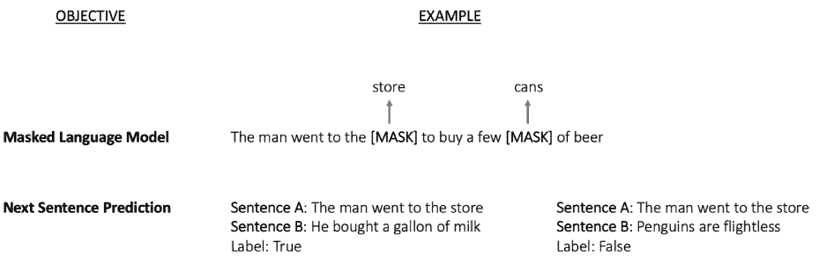 OBJECTIVE EXAMPLE
store cans
Masked Language Model The man went to the [MASK] to buy a few [MASK] of beer
Next Sentence Prediction Sentence A: The man went to the store Sentence A: The man went to the store
Sentence B: He bought a gallon of milk Sentence B: Penguins are flightless
Label: True Label: False